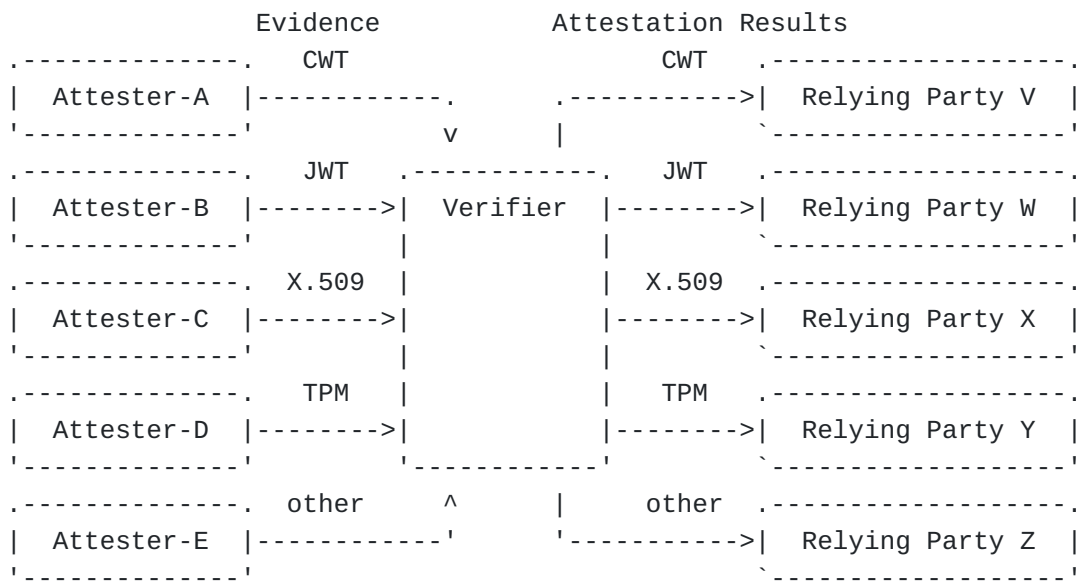 Evidence Attestation Results
CWT CWT
Attester-A Relying Party V
JWT JWT
Attester-B Verifier Relying Party W
X.509 X.509
Attester-C Relying Party X
TPM TPM
Attester-D Relying Party Y
other other
Attester-E Relying Party Z